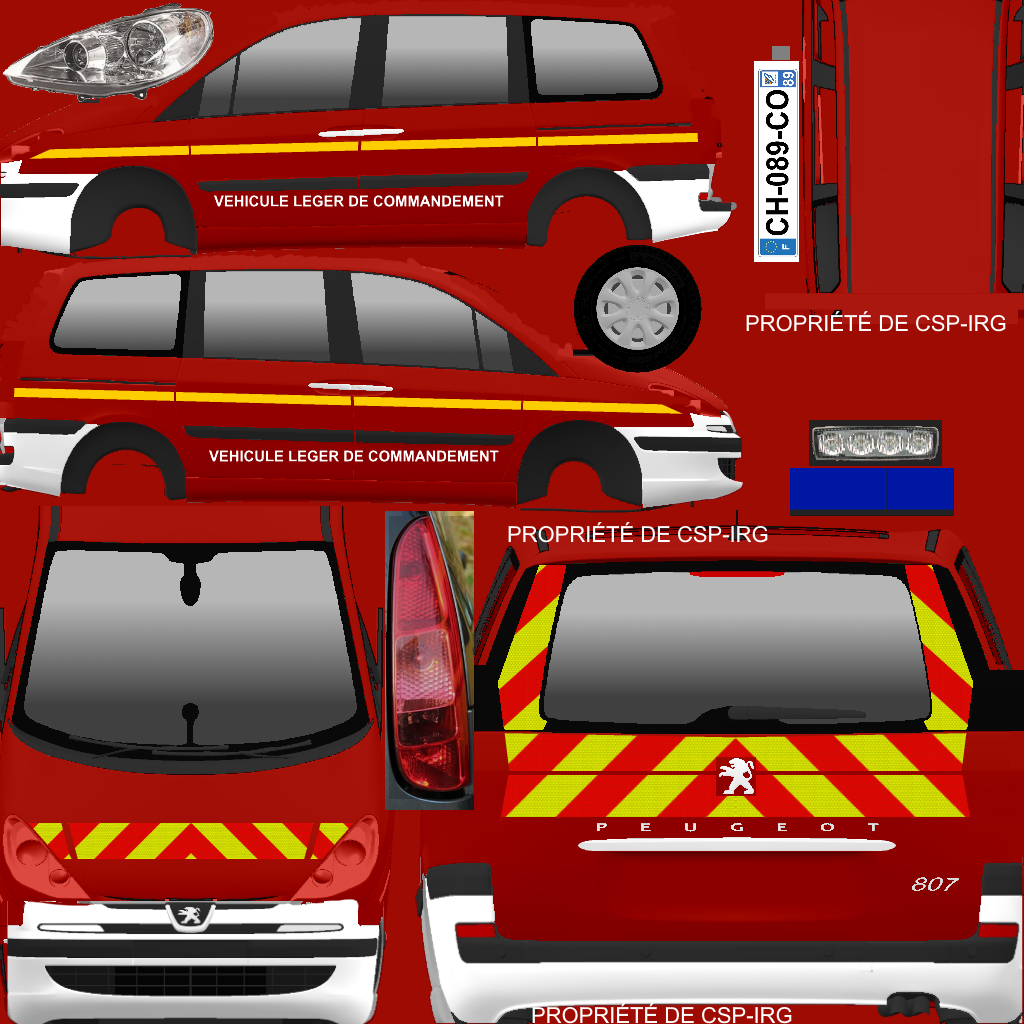 VEHICULE LEGER DE COMMANDEMENT
CH-089-CO
89
F
PROPRIÉTÉ DE CSP-IRG
VEHICULE LEGER DE COMMANDEMENT
PROPRIÉTÉ DE CSP-IRG
PEUGEOT
807
PROPRIÉTÉ DE CSP-IRG